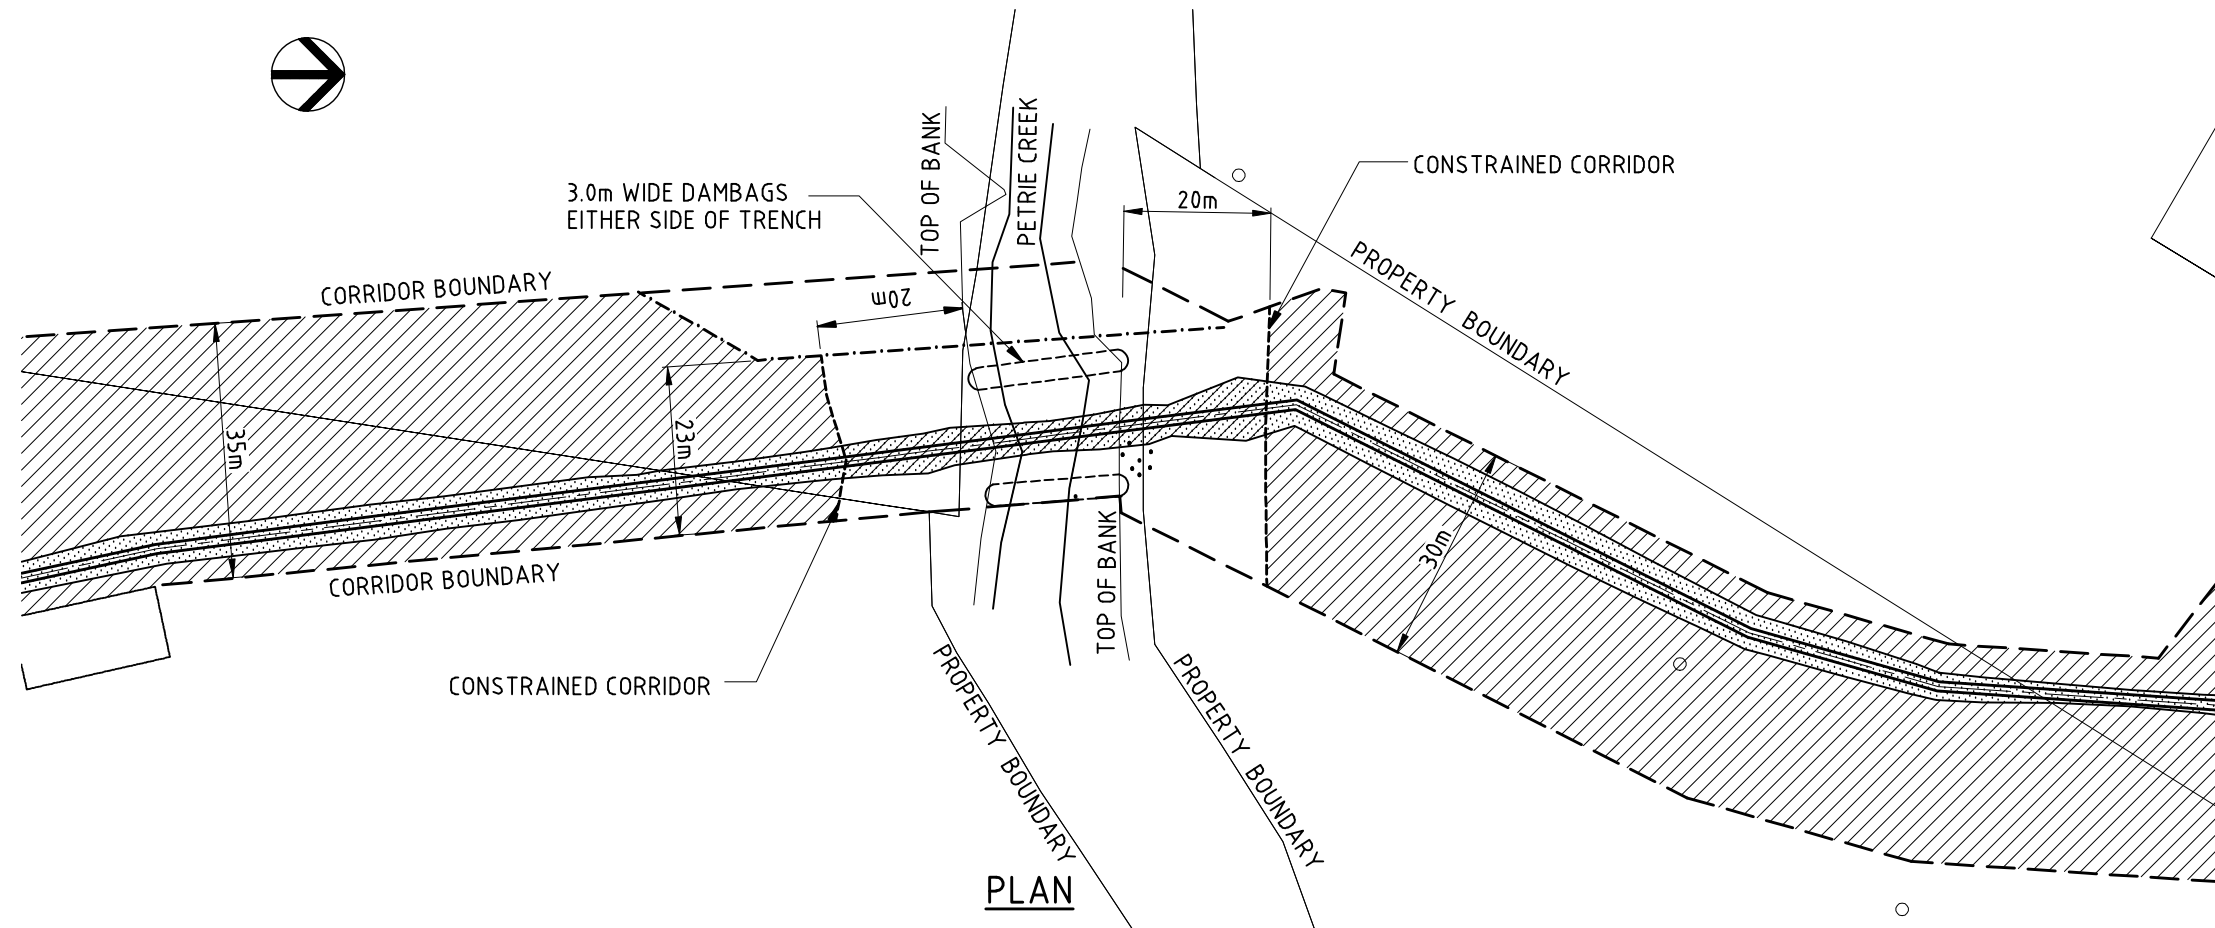 TOP OF BANK
PETRIE CREEK
CONSTRAINED CORRIDOR
3.0m WIDE DAMBAGS
EITHER SIDE OF TRENCH
20m
PROPERTY BOUNDARY
CORRIDOR BOUNDARY
20m
35m
23m
30m
CORRIDOR BOUNDARY
TOP OF BANK
CONSTRAINED CORRIDOR
PROPERTY BOUNDARY
PROPERTY BOUNDARY
PLAN